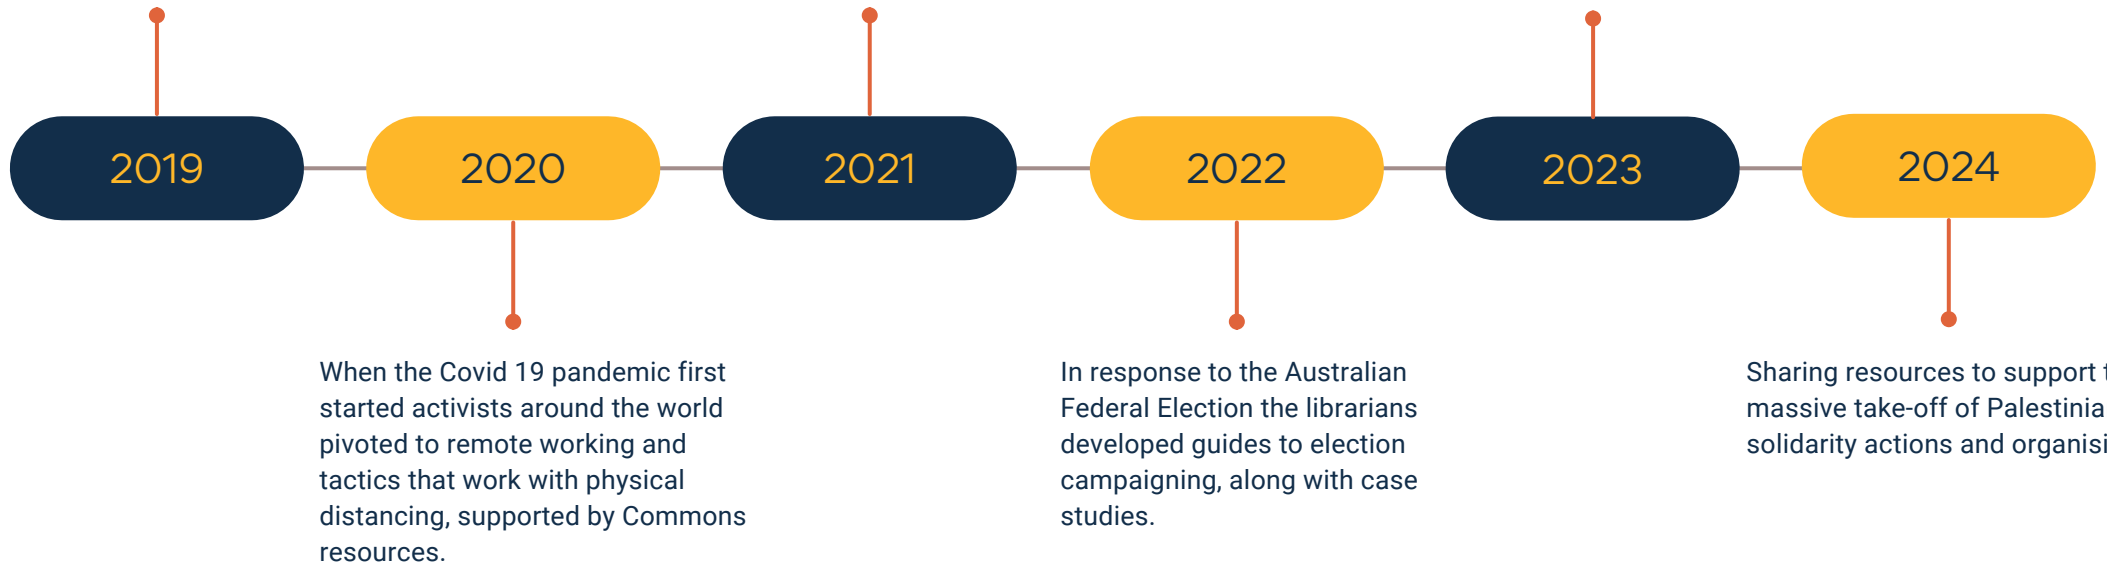 2019
2020
2021
2022
2023
2024
When the Covid 19 pandemic first
started activists around the world
pivoted to remote working and
tactics that work with physical
distancing, supported by Commons
resources.
In response to the Australian
Federal Election the librarians
developed guides to election
campaigning, along with case
studies.
Sharing resources to support
massive take-off of
solidarity actions and